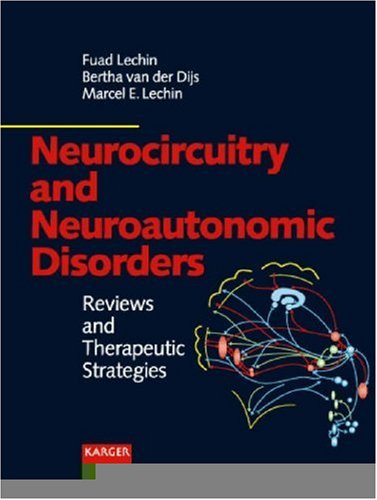 Fuad Lechin
Bertha van der Dijs
Marcel E. Lechin
Neurocircuitry
and
Neuroautonomic
Disorders
Reviews
and
Therapeutic
Strategies
KARGER